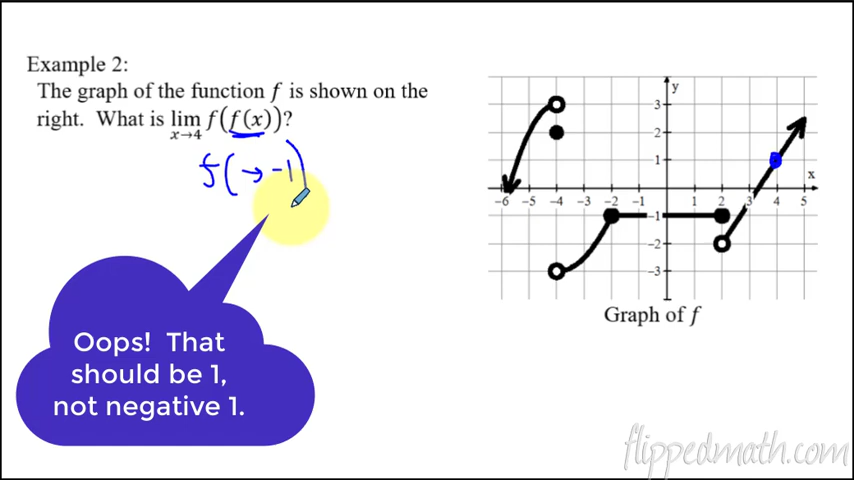 Example 2:
The graph of the function f is shown on the
right. What is lim x→4 f(f(x))?
f(→ -1)
Oops! That
should be 1,
not negative 1.
y
3
2
1
x
-6 -5 -4 -3 -2 -1 1 2 3 4 5
-1
-2
-3
Graph of f
flippedmath.com